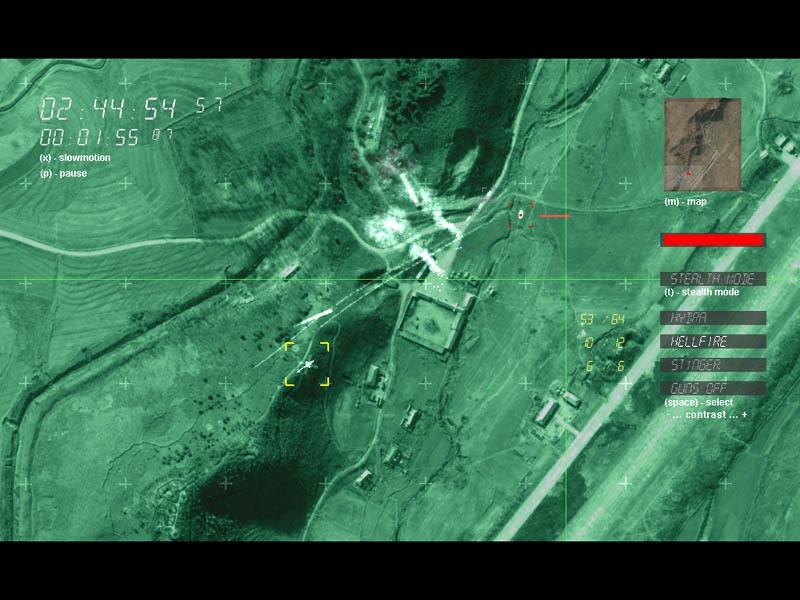 02:44:54 57
00:01:55 87
(x) - slowmotion
(p) - pause
(m) - map
STEALTH MODE
(t) - stealth mode
53 / 64 HYDRA
10 / 12 HELLFIRE
6 / 6 STINGER
GUNS OFF
(space) - select
- ... contrast ... +